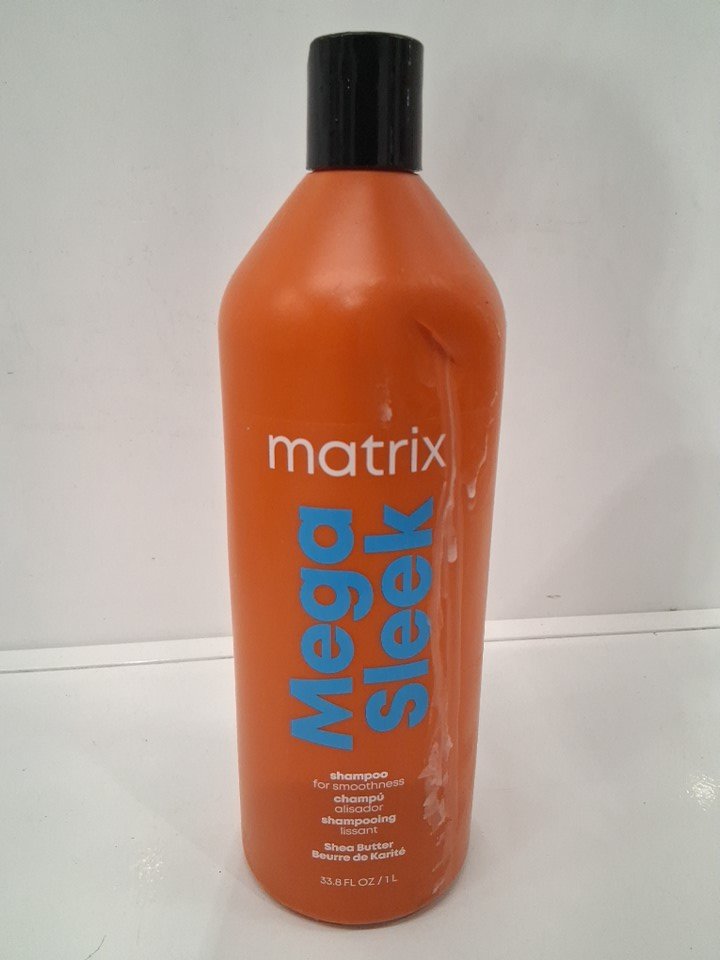 matrix
Mega
Sleek
shampoo
for smoothness
champú
alisador
shampooing
lissant
Shea Butter
Beurre de Karité
33.8 FL OZ / 1 L